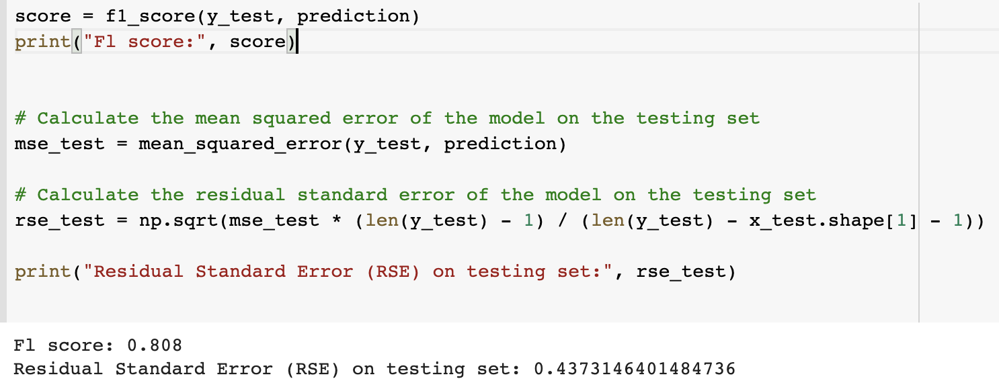 score = f1_score(y_test, prediction)
print("F1 score:", score)
# Calculate the mean squared error of the model on the testing set
mse_test = mean_squared_error(y_test, prediction)
# Calculate the residual standard error of the model on the testing set
rse_test = np.sqrt(mse_test * (len(y_test) - 1) / (len(y_test) - x_test.shape[1] - 1))
print("Residual Standard Error (RSE) on testing set:", rse_test)
F1 score: 0.808
Residual Standard Error (RSE) on testing set: 0.4373146401484736